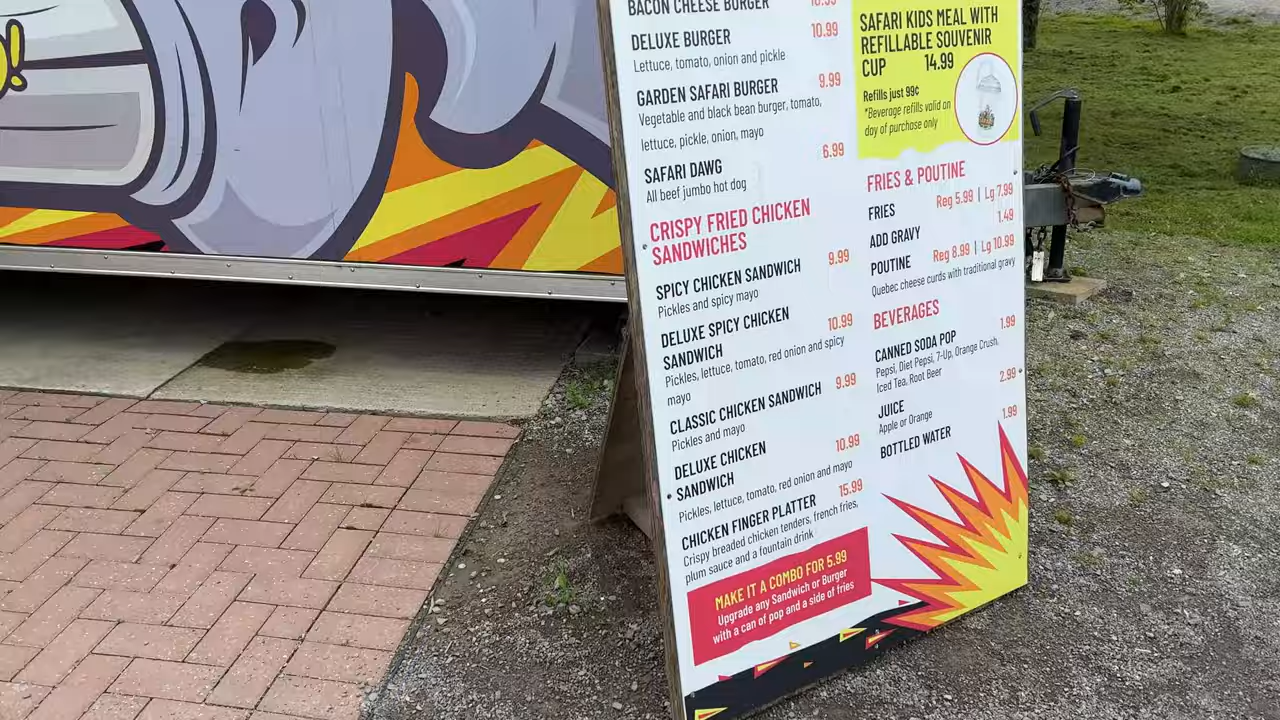 BACON CHEESE BURGER
DELUXE BURGER 10.99
Lettuce, tomato, onion and pickle
GARDEN SAFARI BURGER 9.99
Vegetable and black bean burger, tomato,
lettuce, pickle, onion, mayo
SAFARI DAWG 6.99
All beef jumbo hot dog
CRISPY FRIED CHICKEN
SANDWICHES
SPICY CHICKEN SANDWICH 9.99
Pickles and spicy mayo
DELUXE SPICY CHICKEN
SANDWICH 10.99
Pickles, lettuce, tomato, red onion and spicy
mayo
CLASSIC CHICKEN SANDWICH 9.99
Pickles and mayo
DELUXE CHICKEN
SANDWICH 10.99
Pickles, lettuce, tomato, red onion and mayo
CHICKEN FINGER PLATTER 15.99
Crispy breaded chicken tenders, french fries,
plum sauce and a fountain drink
MAKE IT A COMBO FOR 5.99
Upgrade any Sandwich or Burger
with a can of pop and a side of fries
SAFARI KIDS MEAL WITH
REFILLABLE SOUVENIR
CUP 14.99
Refills just 99¢
*Beverage refills valid on
day of purchase only
FRIES & POUTINE
FRIES Reg 5.99 | Lg 7.99
ADD GRAVY 1.49
POUTINE Reg 8.99 | Lg 10.99
Quebec cheese curds with traditional gravy
BEVERAGES
CANNED SODA POP 1.99
Pepsi, Diet Pepsi, 7-Up, Orange Crush,
Iced Tea, Root Beer
JUICE 2.99
Apple or Orange
BOTTLED WATER 1.99